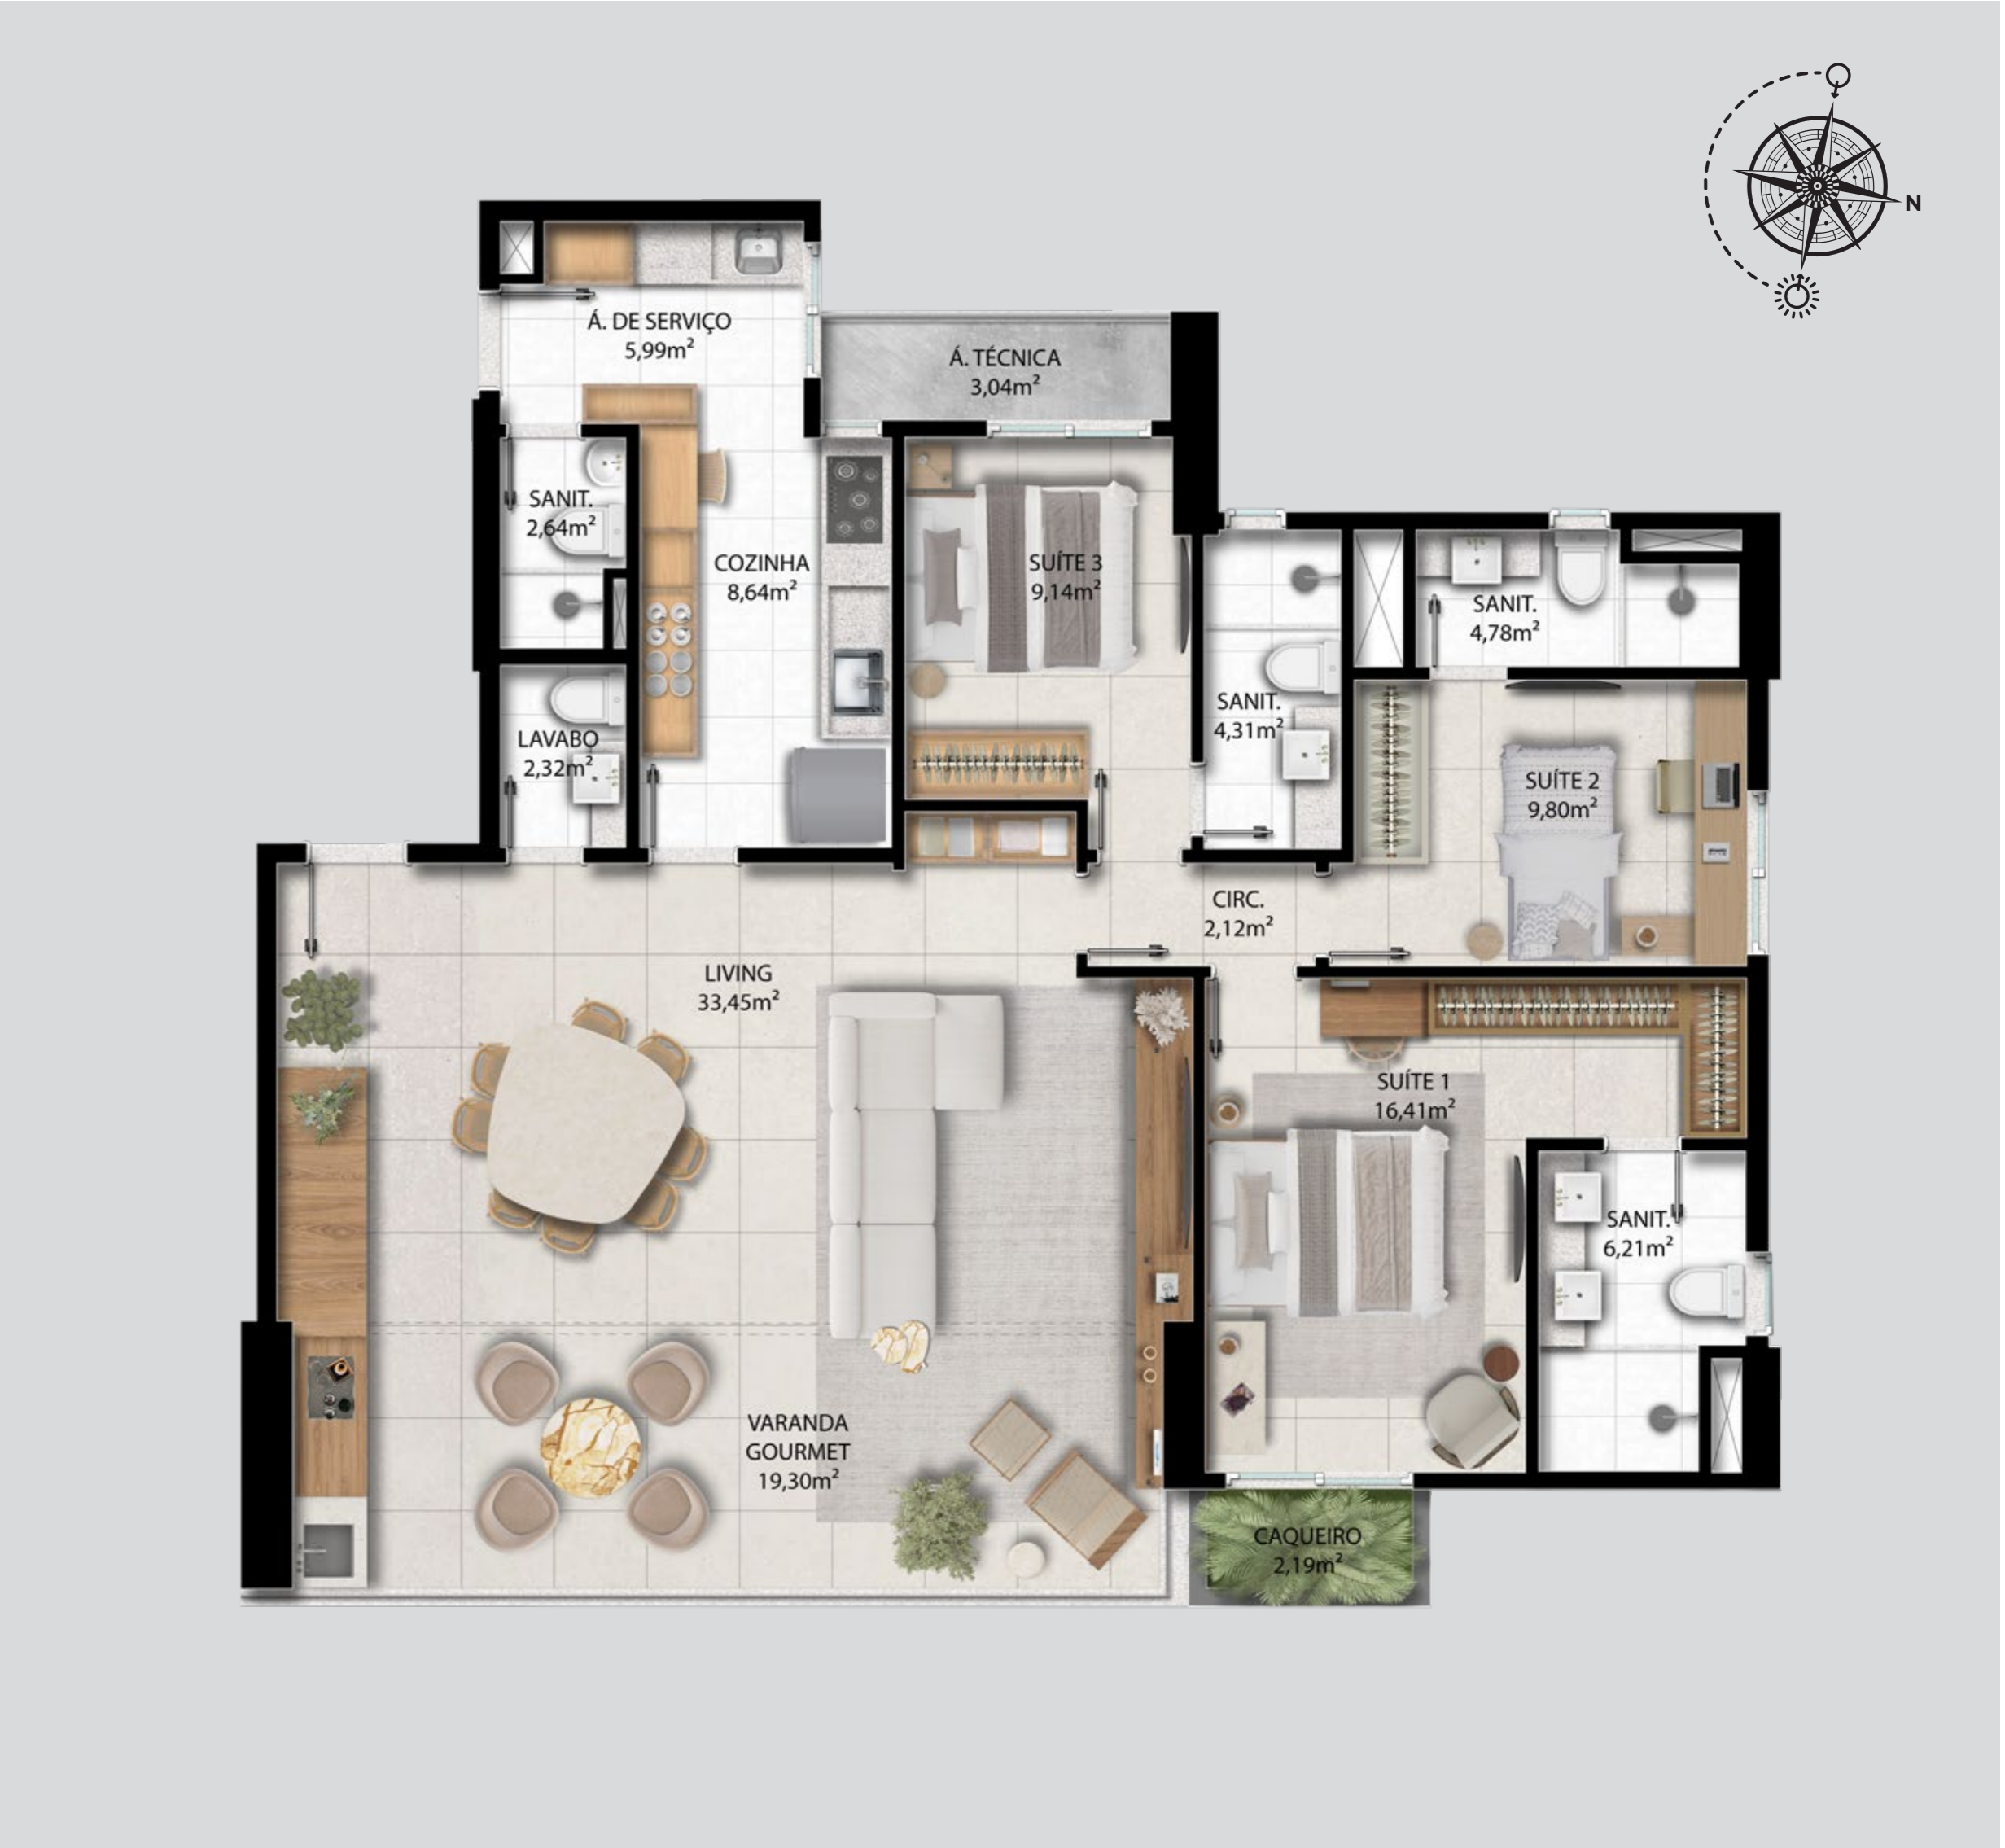 N
Á. DE SERVIÇO
5,99m²
Á. TÉCNICA
3,04m²
SANIT.
2,64m²
COZINHA
8,64m²
SUÍTE 3
9,14m²
SANIT.
4,78m²
SANIT.
4,31m²
LAVABO
2,32m²
SUÍTE 2
9,80m²
CIRC.
2,12m²
LIVING
33,45m²
SUÍTE 1
16,41m²
SANIT.
6,21m²
VARANDA
GOURMET
19,30m²
CAQUEIRO
2,19m²